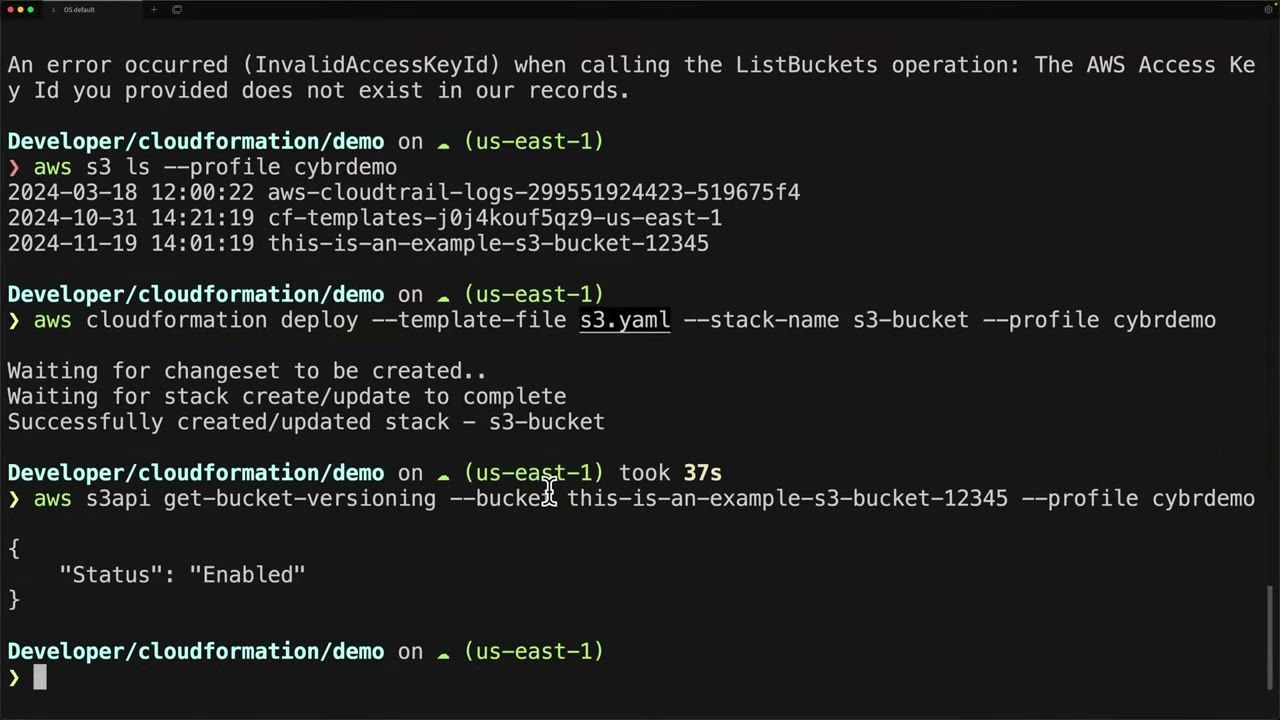 OS default
An error occurred (InvalidAccessKeyId) when calling the ListBuckets operation: The AWS Access Ke
y Id you provided does not exist in our records.
Developer/cloudformation/demo on ☁ (us-east-1)
❯ aws s3 ls --profile cybrdemo
2024-03-18 12:00:22 aws-cloudtrail-logs-299551924423-519675f4
2024-10-31 14:21:19 cf-templates-j0j4kouf5qz9-us-east-1
2024-11-19 14:01:19 this-is-an-example-s3-bucket-12345
Developer/cloudformation/demo on ☁ (us-east-1)
❯ aws cloudformation deploy --template-file s3.yaml --stack-name s3-bucket --profile cybrdemo
Waiting for changeset to be created..
Waiting for stack create/update to complete
Successfully created/updated stack - s3-bucket
Developer/cloudformation/demo on ☁ (us-east-1) took 37s
❯ aws s3api get-bucket-versioning --bucket this-is-an-example-s3-bucket-12345 --profile cybrdemo
{
    "Status": "Enabled"
}
Developer/cloudformation/demo on ☁ (us-east-1)
❯